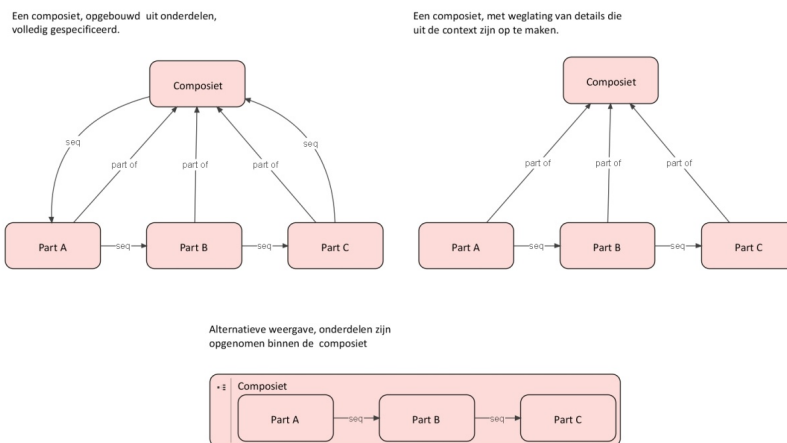 Een composiet, opgebouwd uit onderdelen,
volledig gespecificeerd.
Composiet
seq
seq
part of
part of
part of
Part A
seq
Part B
seq
Part C
Een composiet, met weglating van details die
uit de context zijn op te maken.
Composiet
part of
part of
part of
Part A
seq
Part B
seq
Part C
Alternatieve weergave, onderdelen zijn
opgenomen binnen de composiet
Composiet
Part A
seq
Part B
seq
Part C